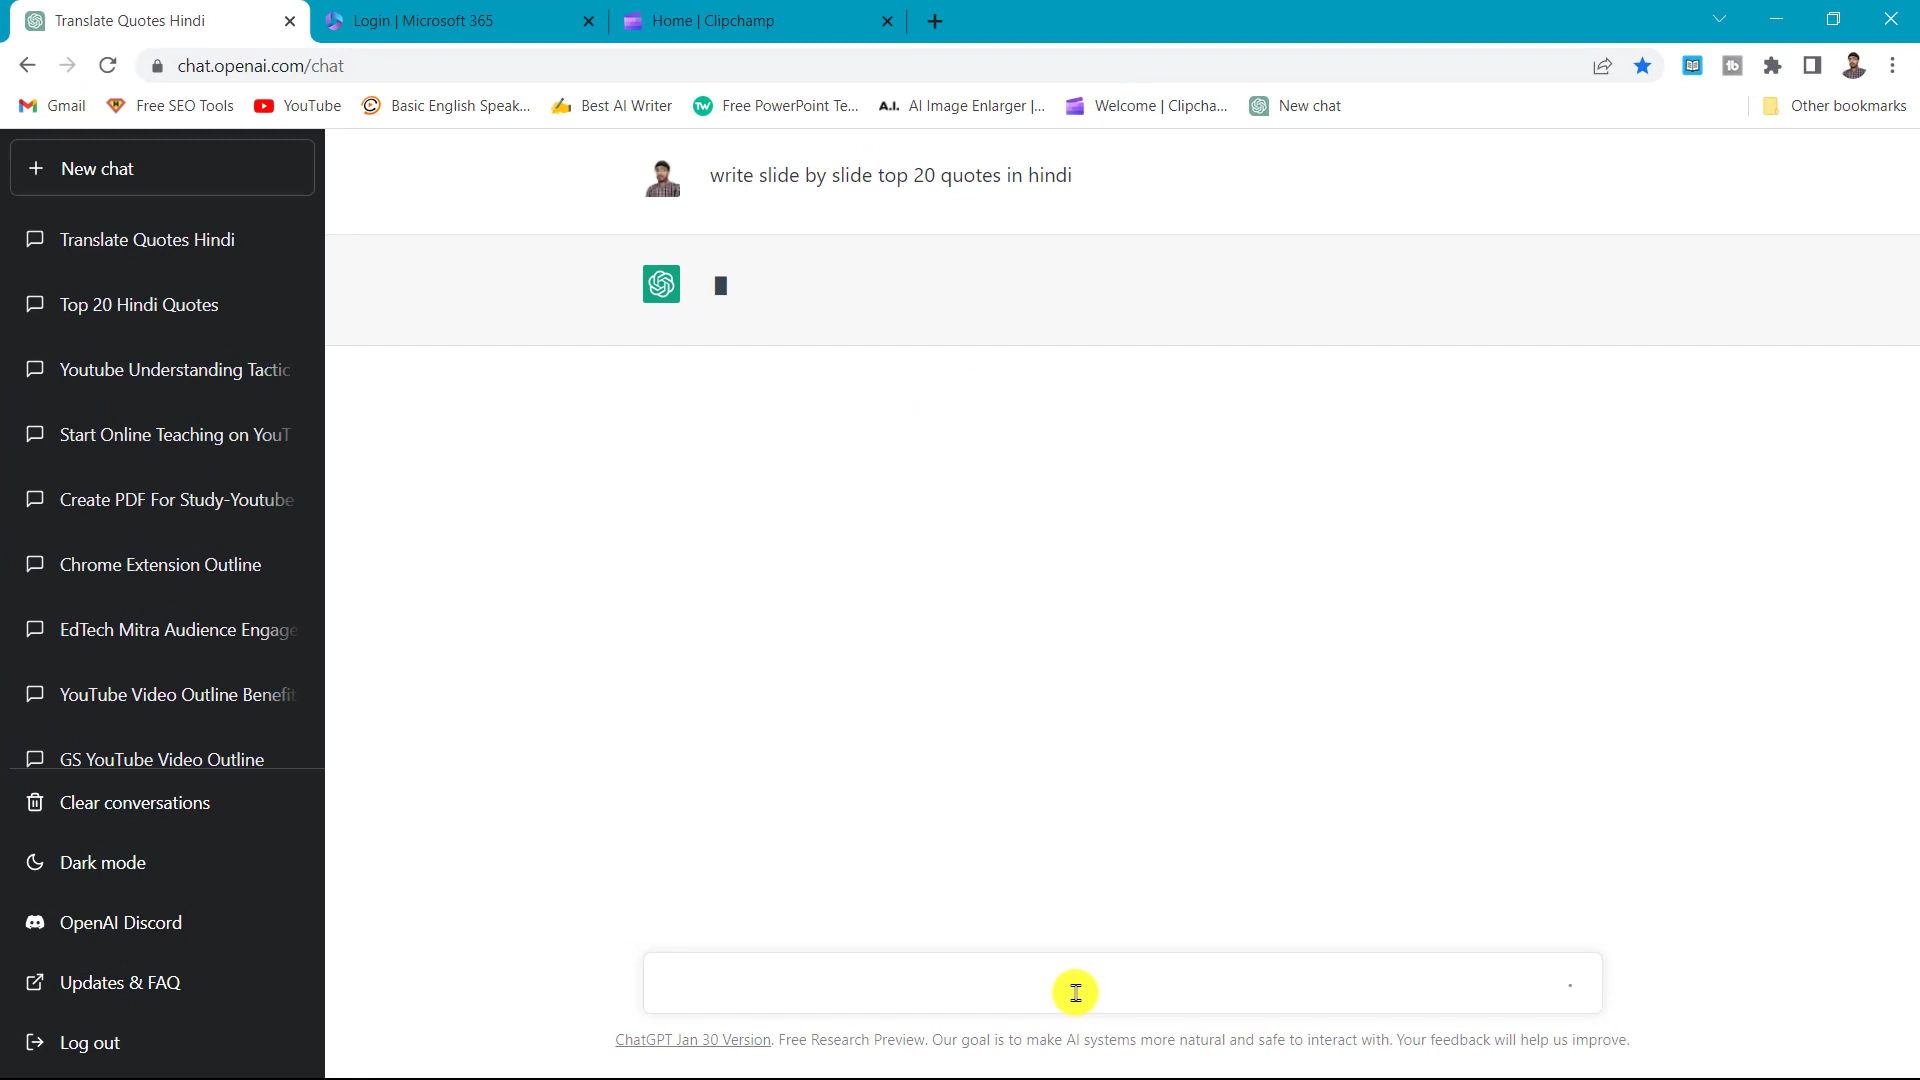 Translate Quotes Hindi
Login | Microsoft 365
Home | Clipchamp
chat.openai.com/chat
Gmail
Free SEO Tools
YouTube
Basic English Speak...
Best AI Writer
TW
Free PowerPoint Te...
A.I.
AI Image Enlarger |...
Welcome | Clipcha...
New chat
Other bookmarks
New chat
Translate Quotes Hindi
Top 20 Hindi Quotes
Youtube Understanding Tactic
Start Online Teaching on YouT
Create PDF For Study-Youtube
Chrome Extension Outline
EdTech Mitra Audience Engage
YouTube Video Outline Benefit
GS YouTube Video Outline
Clear conversations
Dark mode
OpenAI Discord
Updates & FAQ
Log out
write slide by slide top 20 quotes in hindi
ChatGPT Jan 30 Version. Free Research Preview. Our goal is to make AI systems more natural and safe to interact with. Your feedback will help us improve.